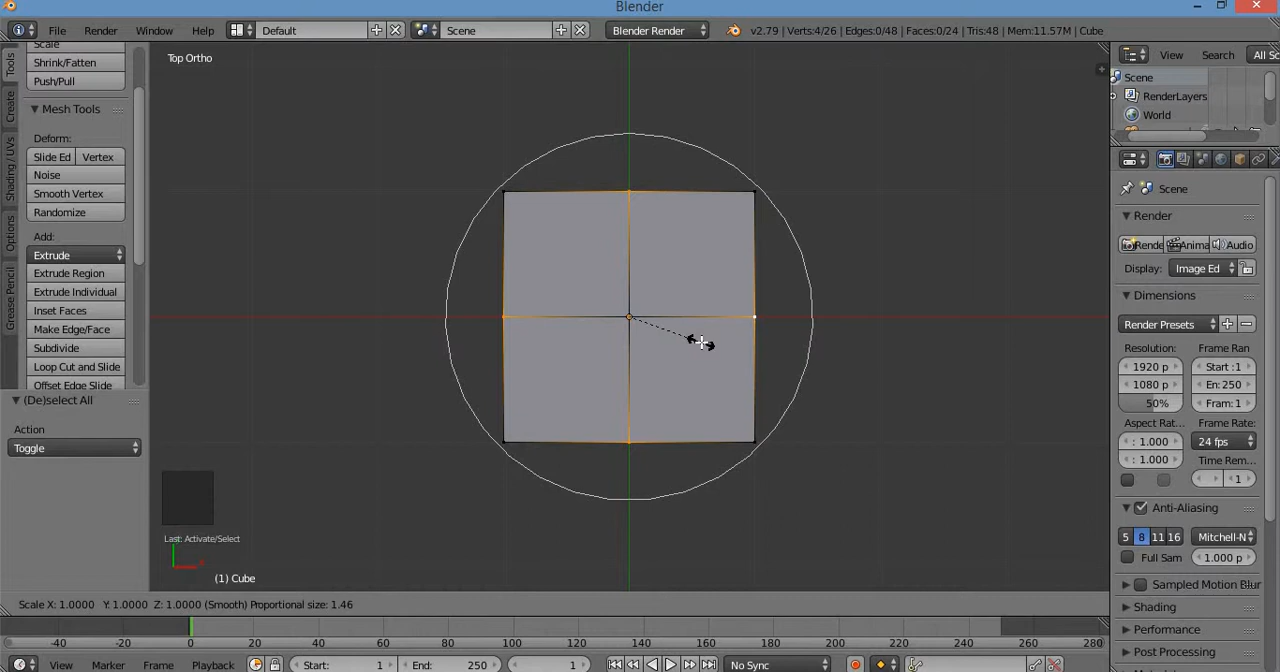 Blender
File Render Window Help Default Scene Blender Render v2.79 | Verts:4/26 | Edges:0/48 | Faces:0/24 | Tris:48 | Mem:11.57M | Cube
Top Ortho
Tools
Create
Shading / UVs
Options
Grease Pencil
Scale
Shrink/Fatten
Push/Pull
Mesh Tools
Deform:
Slide Ed Vertex
Noise
Smooth Vertex
Randomize
Add:
Extrude
Extrude Region
Extrude Individual
Inset Faces
Make Edge/Face
Subdivide
Loop Cut and Slide
Offset Edge Slide
(De)select All
Action
Toggle
Last: Activate/Select
(1) Cube
View Search All Sc
Scene
RenderLayers
World
Scene
Render
Rende Anima Audio
Display: Image Ed
Dimensions
Render Presets
Resolution: Frame Ran
1920 p Start :1
1080 p En: 250
50% Fram: 1
Aspect Rat... Frame Rate:
: 1.000 24 fps
: 1.000 Time Rem...
1
Anti-Aliasing
5 8 11 16 Mitchell-N
Full Sam 1.000 p
Sampled Motion Blur
Shading
Performance
Post Processing
Scale X: 1.0000 Y: 1.0000 Z: 1.0000 (Smooth) Proportional size: 1.46
-40 -20 0 20 40 60 80 100 120 140 160 180 200 220 240 260 280
View Marker Frame Playback Start: 1 End: 250 1 No Sync